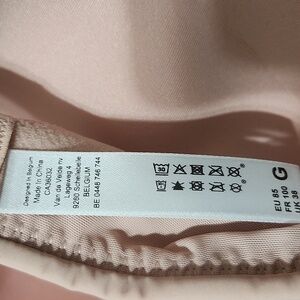 Designed in Belgium
Made in China
CA36032
Van de Velde nv
Lageweg 4
9260 Schellebelle
BELGIUM
BE 0448 746 744
G
EU 85
FR 100
UK 38